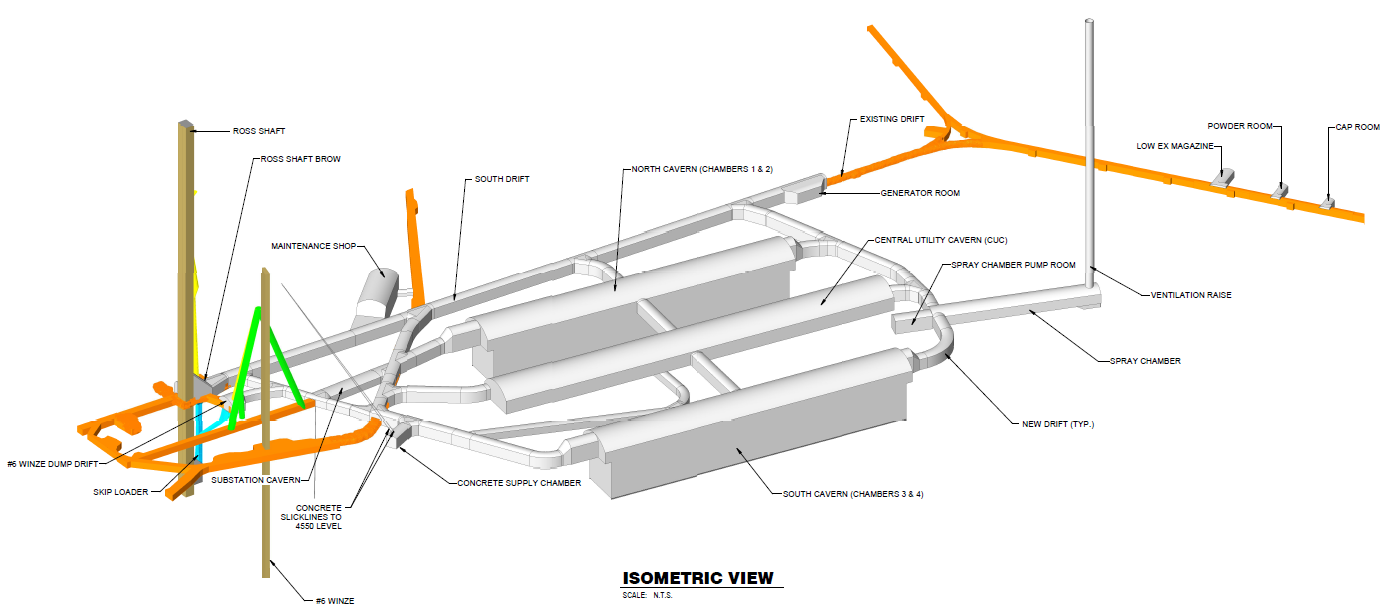 ROSS SHAFT
ROSS SHAFT BROW
SOUTH DRIFT
NORTH CAVERN (CHAMBERS 1 & 2)
EXISTING DRIFT
POWDER ROOM
CAP ROOM
LOW EX MAGAZINE
GENERATOR ROOM
MAINTENANCE SHOP
CENTRAL UTILITY CAVERN (CUC)
SPRAY CHAMBER PUMP ROOM
VENTILATION RAISE
SPRAY CHAMBER
NEW DRIFT (TYP.)
#6 WINZE DUMP DRIFT
SKIP LOADER
SUBSTATION CAVERN
CONCRETE SUPPLY CHAMBER
CONCRETE
SLICKLINES TO
4550 LEVEL
SOUTH CAVERN (CHAMBERS 3 & 4)
#6 WINZE
ISOMETRIC VIEW
SCALE: N.T.S.